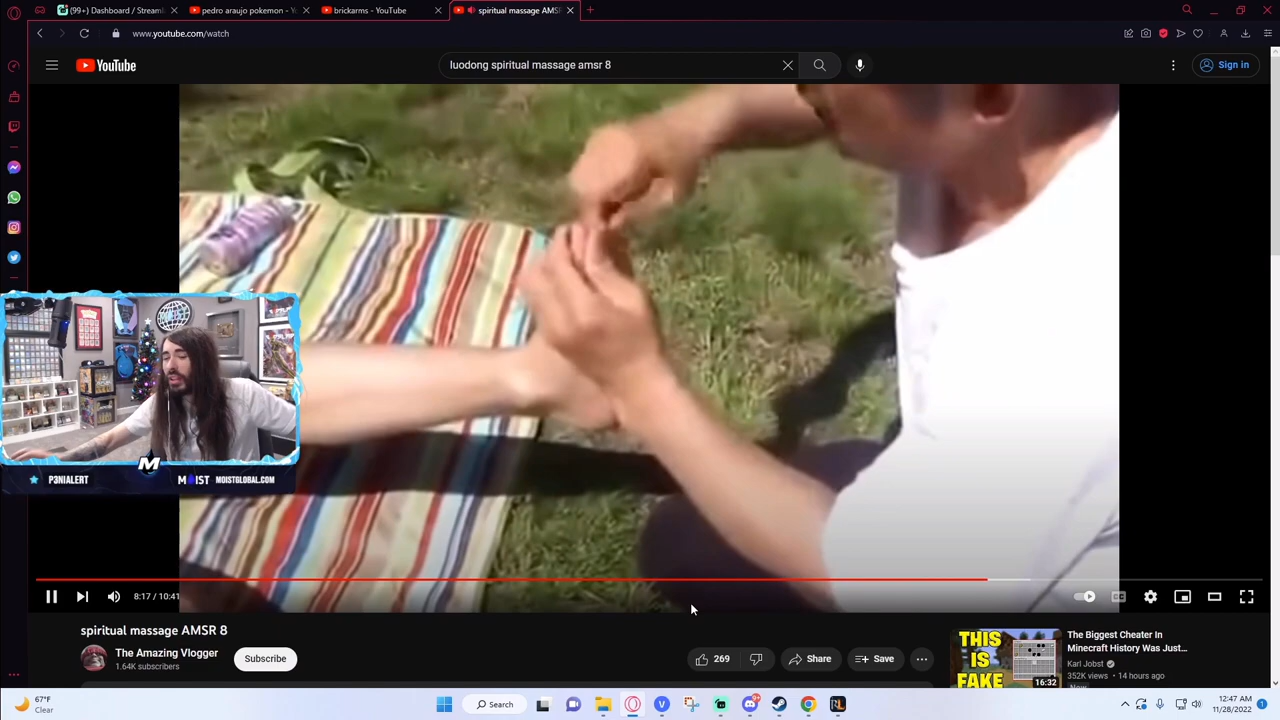 (99+) Dashboard / Streaml
pedro araujo pokemon - Yo
brickarms - YouTube
spiritual massage AMSR
www.youtube.com/watch
YouTube
luodong spiritual massage amsr 8
Sign in
P3NIALERT
M
MOIST
MOISTGLOBAL.COM
8:17 / 10:41
CC
spiritual massage AMSR 8
The Amazing Vlogger
1.64K subscribers
Subscribe
269
Share
Save
THIS
IS
FAKE
16:32
The Biggest Cheater In
Minecraft History Was Just...
Karl Jobst
352K views • 14 hours ago
New
67°F
Clear
Search
12:47 AM
11/28/2022